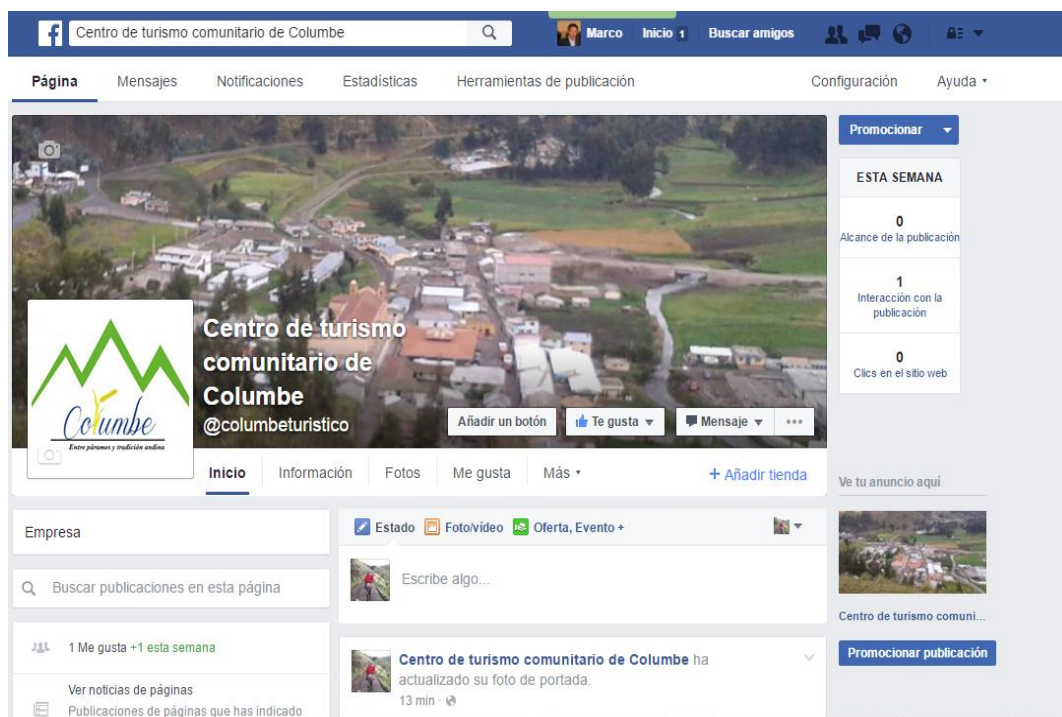 Centro de turismo comunitario de Columbe
Marco Inicio 1 Buscar amigos
Página Mensajes Notificaciones Estadísticas Herramientas de publicación Configuración Ayuda
Promocionar
ESTA SEMANA
0
Alcance de la publicación
1
Interacción con la
publicación
0
Clics en el sitio web
Columbe
Entre páramos y tradición andina
Centro de turismo
comunitario de
Columbe
@columbeturistico
Añadir un botón Te gusta Mensaje
Inicio Información Fotos Me gusta Más + Añadir tienda
Ve tu anuncio aquí
Centro de turismo comuni...
Promocionar publicación
Empresa
Buscar publicaciones en esta página
1 Me gusta +1 esta semana
Ver noticias de páginas
Publicaciones de páginas que has indicado
Estado Foto/vídeo Oferta, Evento +
Escribe algo...
Centro de turismo comunitario de Columbe ha
actualizado su foto de portada.
13 min ·